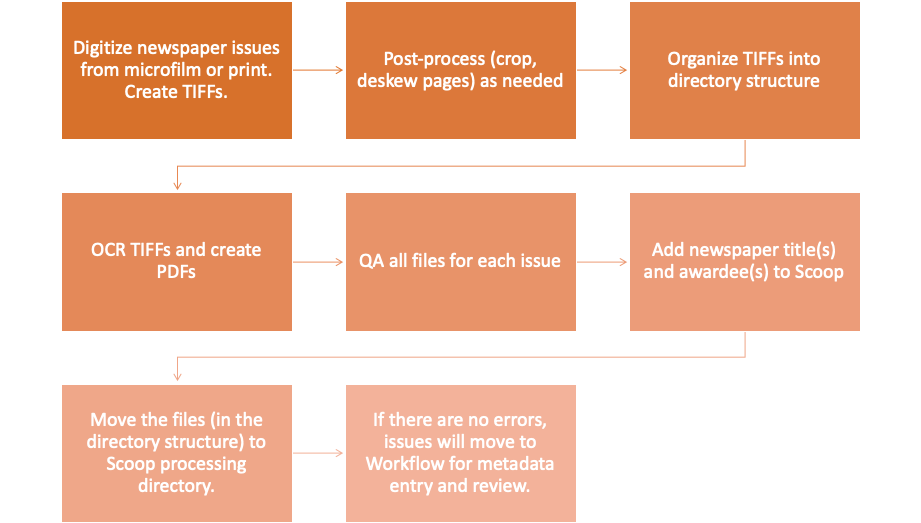 Digitize newspaper issues
from microfilm or print.
Create TIFFs.
Post-process (crop,
deskew pages) as needed
Organize TIFFs into
directory structure
OCR TIFFs and create
PDFs
QA all files for each issue
Add newspaper title(s)
and awardee(s) to Scoop
Move the files (in the
directory structure) to
Scoop processing
directory.
If there are no errors,
issues will move to
Workflow for metadata
entry and review.